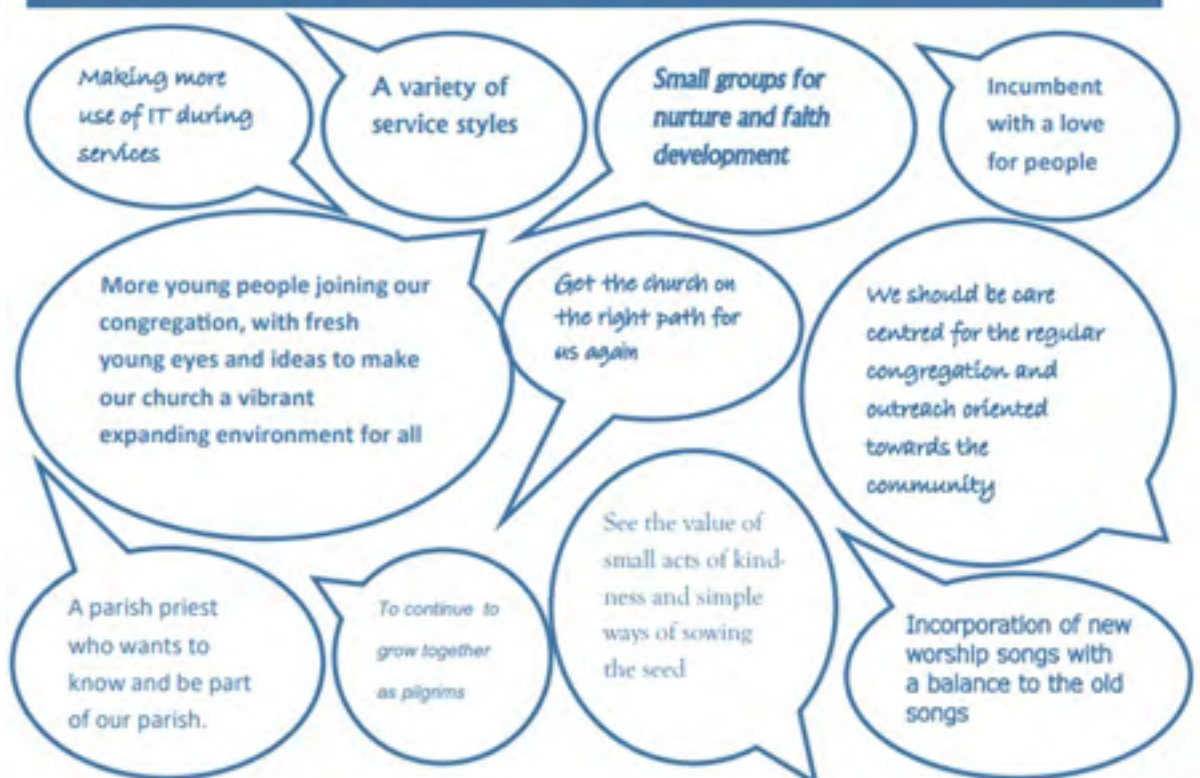 Making more
use of IT during
services
A variety of
service styles
Small groups for
nurture and faith
development
Incumbent
with a love
for people
More young people joining our
congregation, with fresh
young eyes and ideas to make
our church a vibrant
expanding environment for all
Get the church on
the right path for
us again
We should be care
centred for the regular
congregation and
outreach oriented
towards the
community
A parish priest
who wants to
know and be part
of our parish.
To continue to
grow together
as pilgrims
See the value of
small acts of kind-
ness and simple
ways of sowing
the seed
Incorporation of new
worship songs with
a balance to the old
songs